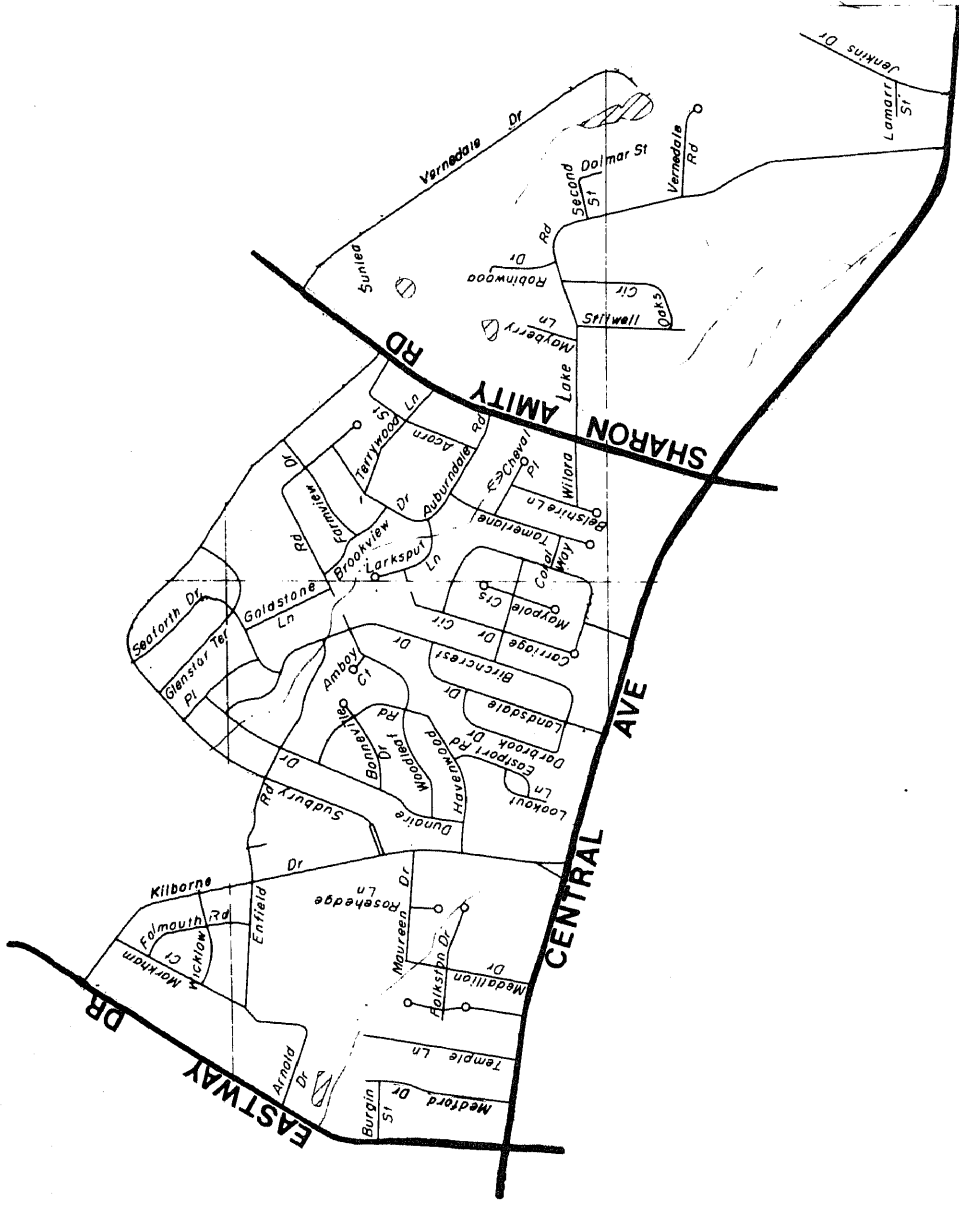 Jenkins Dr
Lamarr St
Vernedale Dr
Dolmar St
Second St
Vernedale Rd
Sunlea
Robinwood Dr
Rd
Stilwell Oaks Cir
Mayberry Ln
Lake
Wilora
SHARON AMITY RD
Terrywood Ln
St
Acorn
Auburndale Rd
Cheval Pl
Belshire Ln
Tamerlane
Coval Way
Farmview Dr
Rd
Brookview Dr
Larkspur Ln
Goldstone Ln
Seaforth Dr
Glenstar Ter
Pl
Maypole Crs
Carriage Dr Cir
Bircncrest Dr
Landsdale Dr
Darbrook Dr
Eastport Rd
Lookout Ln
Amboy Ct
Bonneville Dr
Woodleaf Rd
Havenwood
Dunaire Dr
Sudbury
Rd
Enfield
Kilborne Dr
Falmouth Rd
Wicklow
Markham Ct
Rosehedge Ln
Maureen Dr
Medallion Dr
Folkston Dr
Temple Ln
Medford Dr
Burgin St
Arnold Dr
EASTWAY DR
CENTRAL AVE